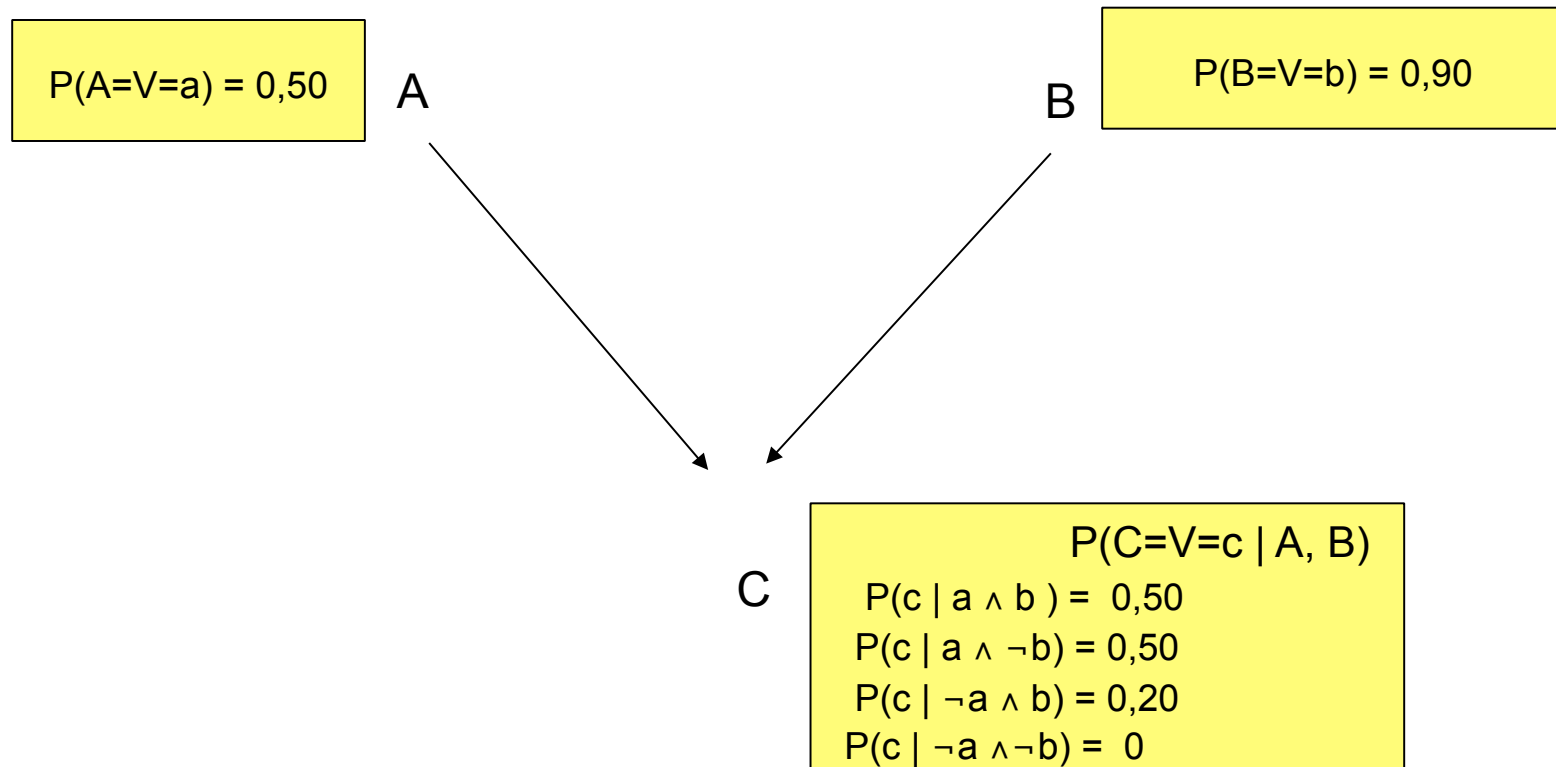 P(A=V=a) = 0,50
A
B
P(B=V=b) = 0,90
C
P(C=V=c | A, B)
P(c | a ∧ b ) = 0,50
P(c | a ∧ ¬b) = 0,50
P(c | ¬a ∧ b) = 0,20
P(c | ¬a ∧¬b) = 0